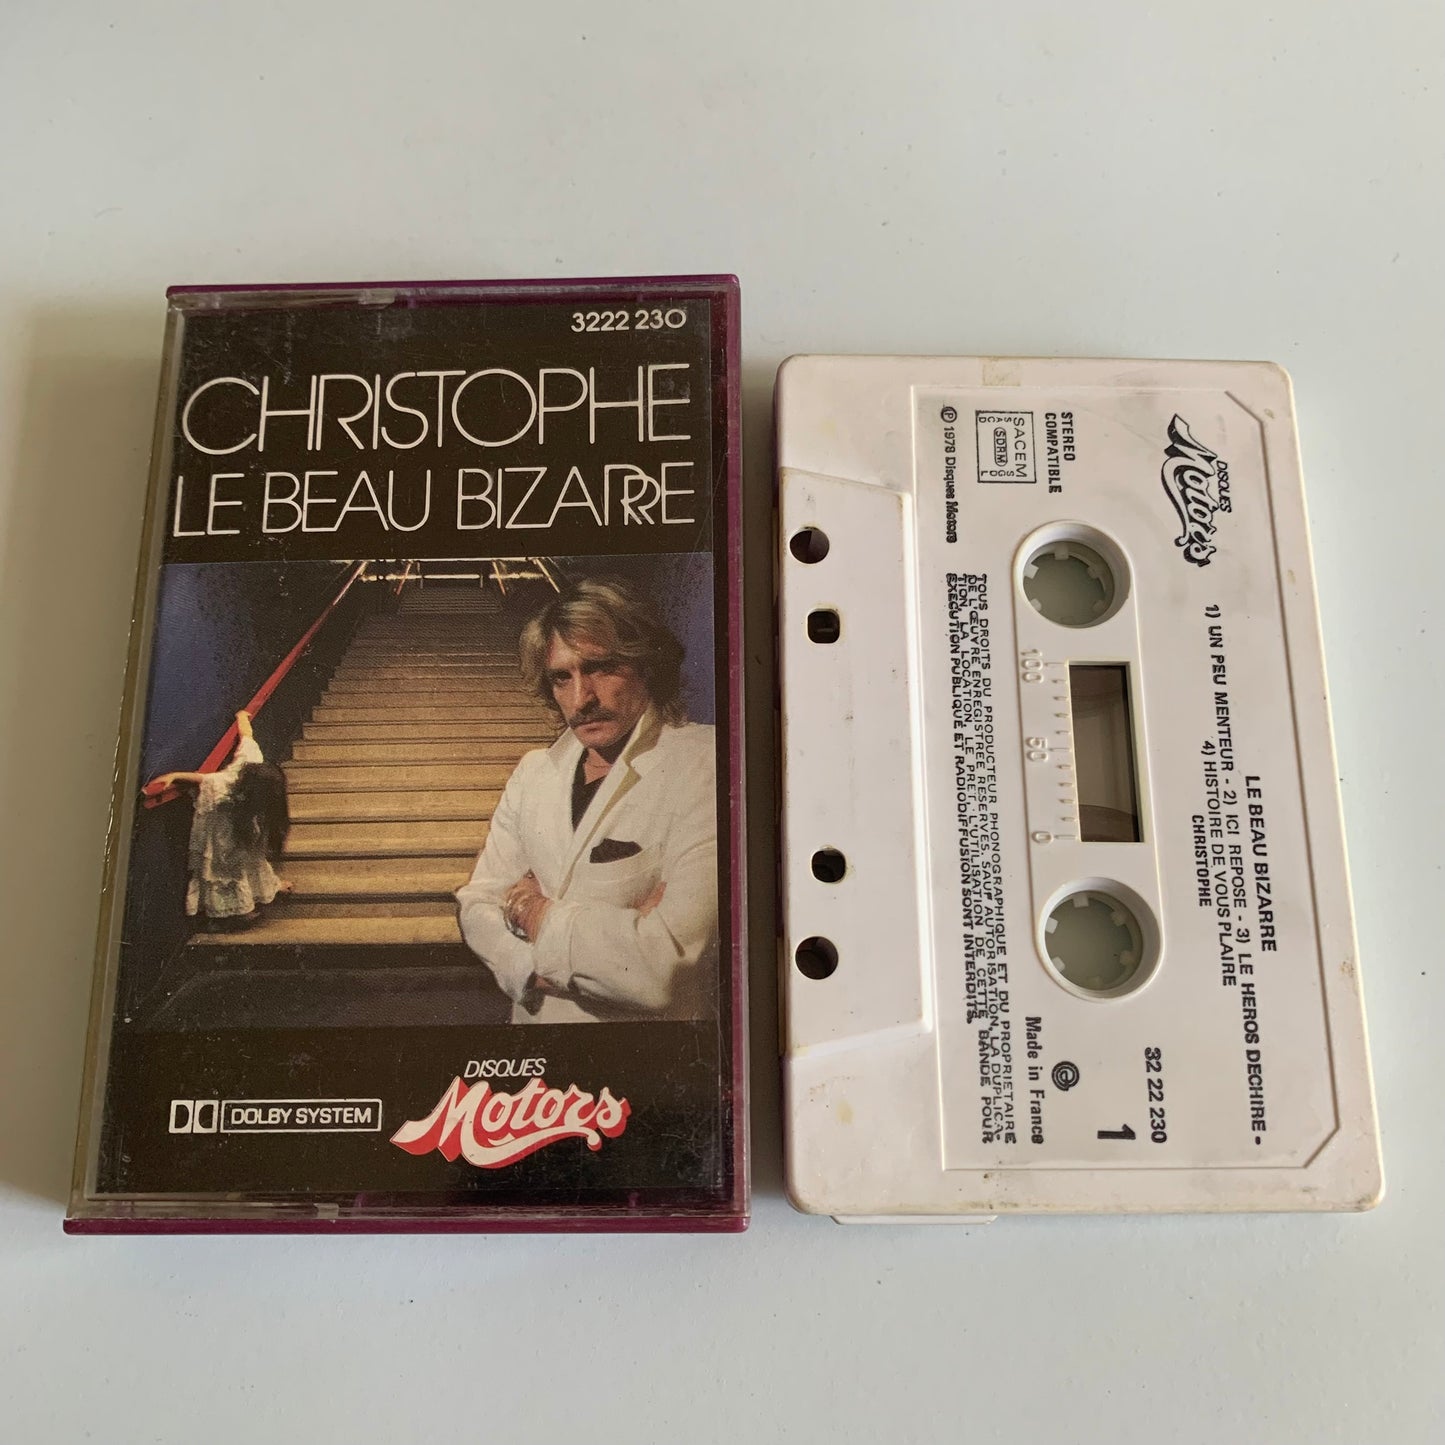 3222 230
CHRISTOPHE
LE BEAU BIZARRE
DISQUES
Motors
DOLBY SYSTEM
DISQUES
Motors
LE BEAU BIZARRE
1) UN PEU MENTEUR - 2) ICI REPOSE - 3) LE HEROS DECHIRE -
4) HISTOIRE DE VOUS PLAIRE
CHRISTOPHE
32 22 230
1
100 50 0
Made in France
STEREO
COMPATIBLE
SACEM
SDRM
℗ 1978 Disques Motors
TOUS DROITS DU PRODUCTEUR PHONOGRAPHIQUE ET DU PROPRIETAIRE
DE L'ŒUVRE ENREGISTREE RESERVES. SAUF AUTORISATION, LA DUPLICA-
TION, LA LOCATION, LE PRET, L'UTILISATION DE CETTE BANDE POUR
EXECUTION PUBLIQUE ET RADIODIFFUSION SONT INTERDITS.